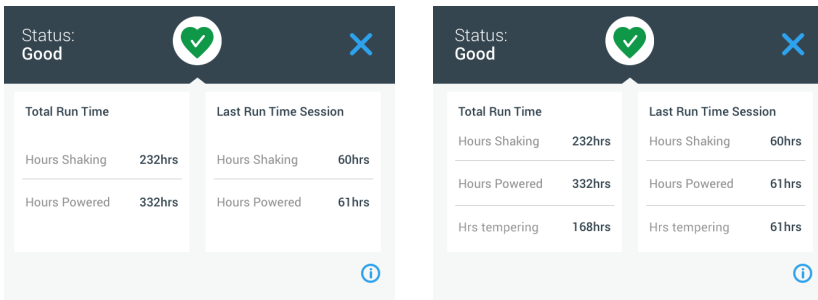 Status:
Good
Total Run Time
Hours Shaking 232hrs
Hours Powered 332hrs
Last Run Time Session
Hours Shaking 60hrs
Hours Powered 61hrs
Status:
Good
Total Run Time
Hours Shaking 232hrs
Hours Powered 332hrs
Hrs tempering 168hrs
Last Run Time Session
Hours Shaking 60hrs
Hours Powered 61hrs
Hrs tempering 61hrs